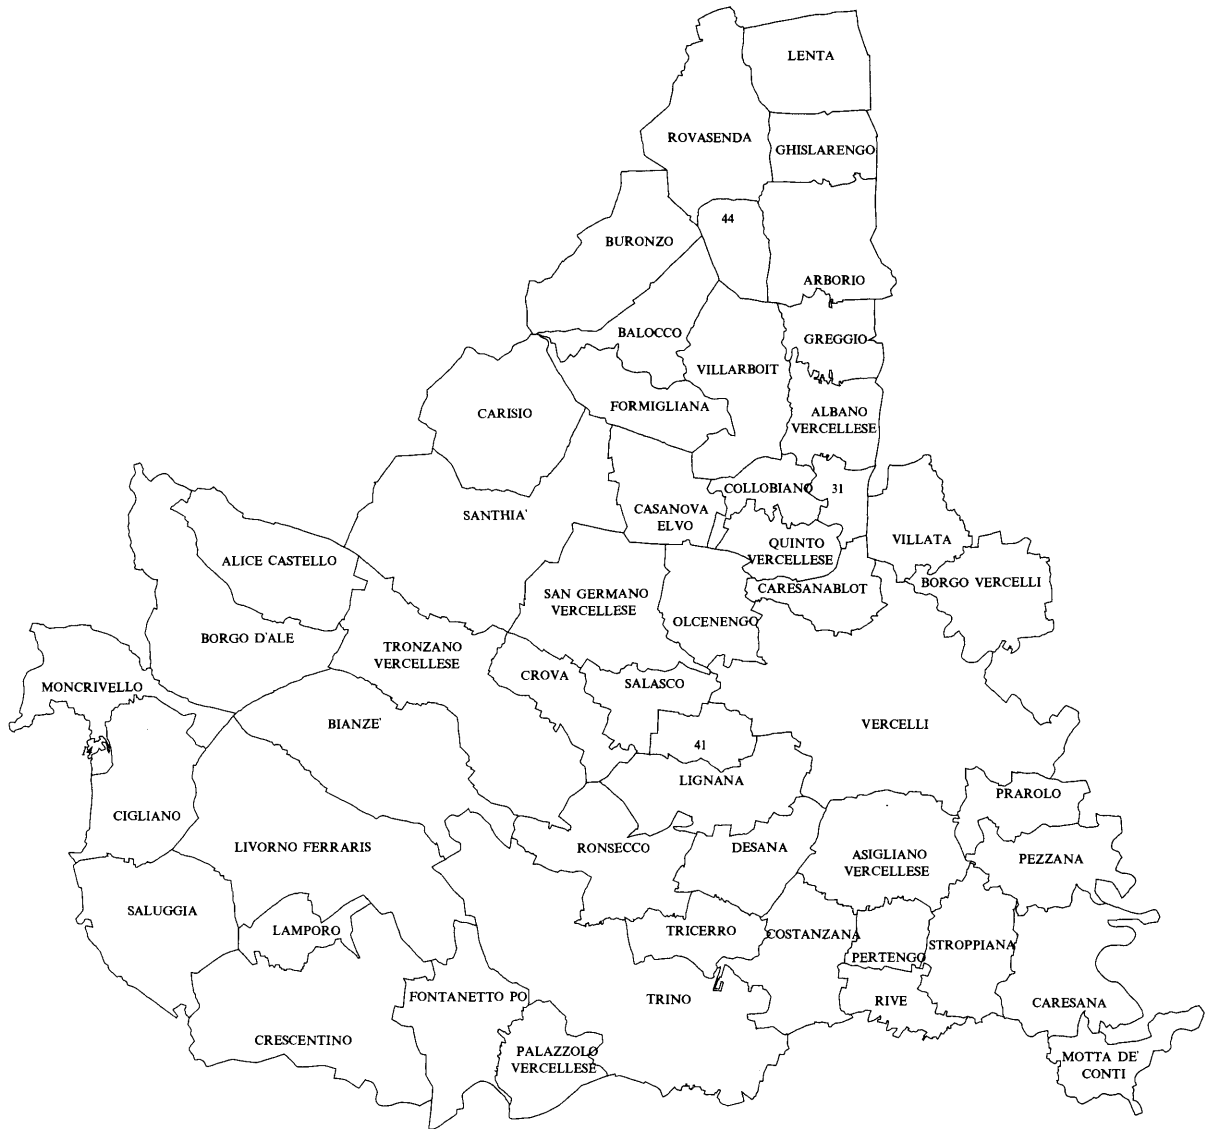 LENTA
ROVASENDA
GHISLARENGO
44
BURONZO
ARBORIO
BALOCCO
GREGGIO
VILLARBOIT
CARISIO
FORMIGLIANA
ALBANO
VERCELLESE
COLLOBIANO
31
SANTHIA'
CASANOVA
ELVO
QUINTO
VERCELLESE
VILLATA
ALICE CASTELLO
SAN GERMANO
VERCELLESE
CARESANABLOT
BORGO VERCELLI
OLCENENGO
BORGO D'ALE
TRONZANO
VERCELLESE
CROVA
SALASCO
MONCRIVELLO
BIANZE'
VERCELLI
41
LIGNANA
PRAROLO
CIGLIANO
LIVORNO FERRARIS
RONSECCO
DESANA
ASIGLIANO
VERCELLESE
PEZZANA
SALUGGIA
LAMPORO
TRICERRO
COSTANZANA
STROPPIANA
PERTENGO
FONTANETTO PO
TRINO
RIVE
CARESANA
CRESCENTINO
PALAZZOLO
VERCELLESE
MOTTA DE'
CONTI